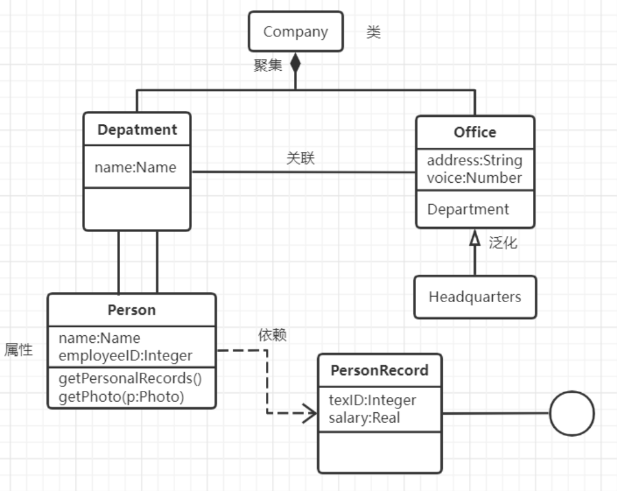 Company
类
聚集
Depatment
name:Name
关联
Office
address:String
voice:Number
Department
泛化
Headquarters
Person
属性
name:Name
employeeID:Integer
getPersonalRecords()
getPhoto(p:Photo)
依赖
PersonRecord
texID:Integer
salary:Real